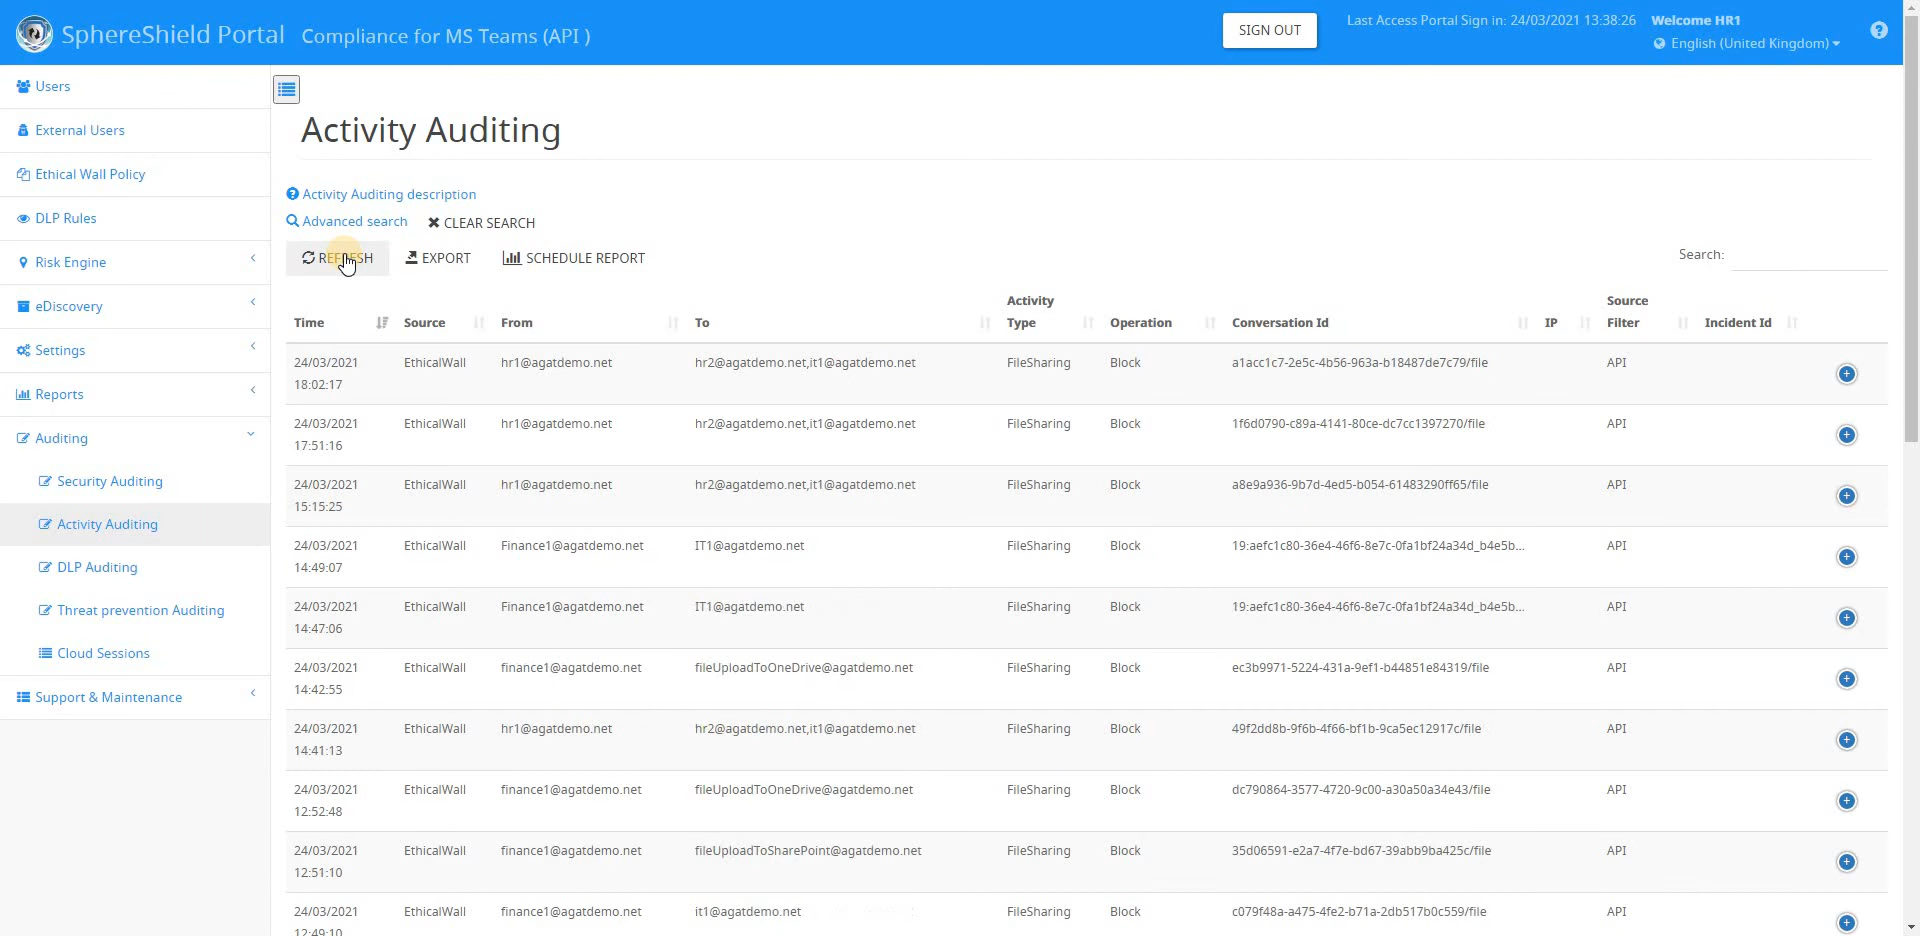 SphereShield Portal Compliance for MS Teams (API )
SIGN OUT
Last Access Portal Sign in: 24/03/2021 13:38:26 Welcome HR1
English (United Kingdom)
Users
External Users
Ethical Wall Policy
DLP Rules
Risk Engine
eDiscovery
Settings
Reports
Auditing
Security Auditing
Activity Auditing
DLP Auditing
Threat prevention Auditing
Cloud Sessions
Support & Maintenance
Activity Auditing
Activity Auditing description
Advanced search CLEAR SEARCH
REFRESH EXPORT SCHEDULE REPORT Search:
Time Source From To Activity Type Operation Conversation Id IP Source Filter Incident Id
24/03/2021 18:02:17 EthicalWall hr1@agatdemo.net hr2@agatdemo.net,it1@agatdemo.net FileSharing Block a1acc1c7-2e5c-4b56-963a-b18487de7c79/file API
24/03/2021 17:51:16 EthicalWall hr1@agatdemo.net hr2@agatdemo.net,it1@agatdemo.net FileSharing Block 1f6d0790-c89a-4141-80ce-dc7cc1397270/file API
24/03/2021 15:15:25 EthicalWall hr1@agatdemo.net hr2@agatdemo.net,it1@agatdemo.net FileSharing Block a8e9a936-9b7d-4ed5-b054-61483290ff65/file API
24/03/2021 14:49:07 EthicalWall Finance1@agatdemo.net IT1@agatdemo.net FileSharing Block 19:aefc1c80-36e4-46f6-8e7c-0fa1bf24a34d_b4e5b... API
24/03/2021 14:47:06 EthicalWall Finance1@agatdemo.net IT1@agatdemo.net FileSharing Block 19:aefc1c80-36e4-46f6-8e7c-0fa1bf24a34d_b4e5b... API
24/03/2021 14:42:55 EthicalWall finance1@agatdemo.net fileUploadToOneDrive@agatdemo.net FileSharing Block ec3b9971-5224-431a-9ef1-b44851e84319/file API
24/03/2021 14:41:13 EthicalWall hr1@agatdemo.net hr2@agatdemo.net,it1@agatdemo.net FileSharing Block 49f2dd8b-9f6b-4f66-bf1b-9ca5ec12917c/file API
24/03/2021 12:52:48 EthicalWall finance1@agatdemo.net fileUploadToOneDrive@agatdemo.net FileSharing Block dc790864-3577-4720-9c00-a30a50a34e43/file API
24/03/2021 12:51:10 EthicalWall finance1@agatdemo.net fileUploadToSharePoint@agatdemo.net FileSharing Block 35d06591-e2a7-4f7e-bd67-39abb9ba425c/file API
24/03/2021 12:49:10 EthicalWall finance1@agatdemo.net it1@agatdemo.net FileSharing Block c079f48a-a475-4fe2-b71a-2db517b0c559/file API